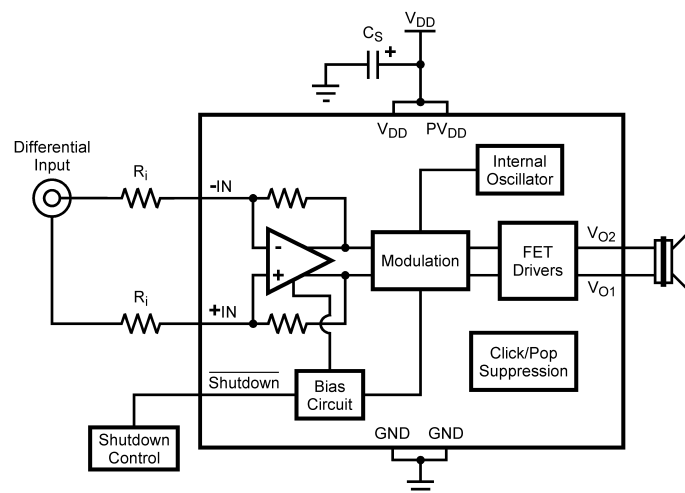 VDD
CS
+
VDD PVDD
Differential
Input
Ri
-IN
Internal
Oscillator
-
+
Modulation
FET
Drivers
VO2
VO1
Ri
+IN
Click/Pop
Suppression
Shutdown
Bias
Circuit
Shutdown
Control
GND GND